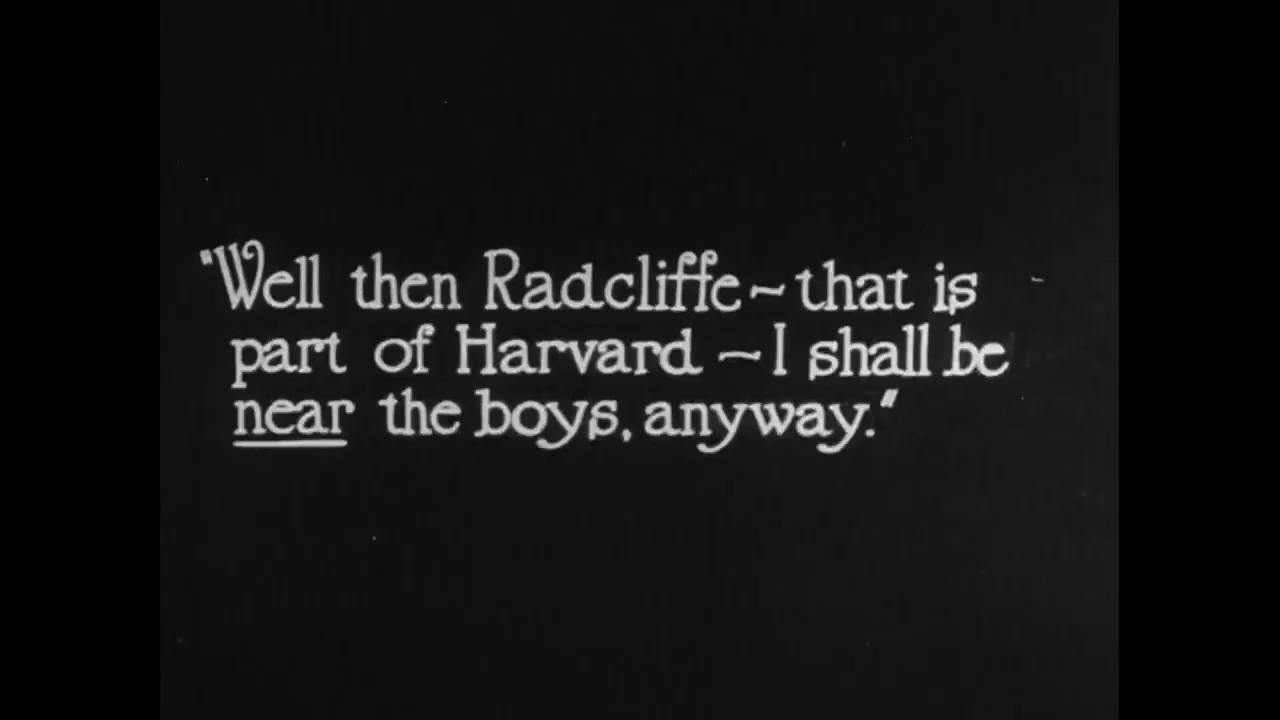 "Well then Radcliffe ~ that is
part of Harvard ~ I shall be
near the boys, anyway."